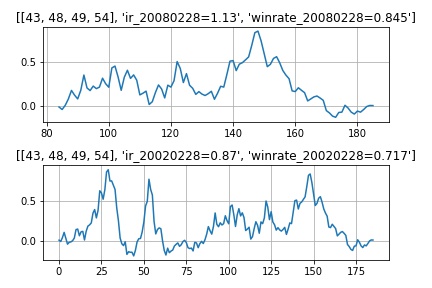 [[43, 48, 49, 54], 'ir_20080228=1.13', 'winrate_20080228=0.845']
0.5
0.0
80 100 120 140 160 180
[[43, 48, 49, 54], 'ir_20020228=0.87', 'winrate_20020228=0.717']
0.5
0.0
0 25 50 75 100 125 150 175